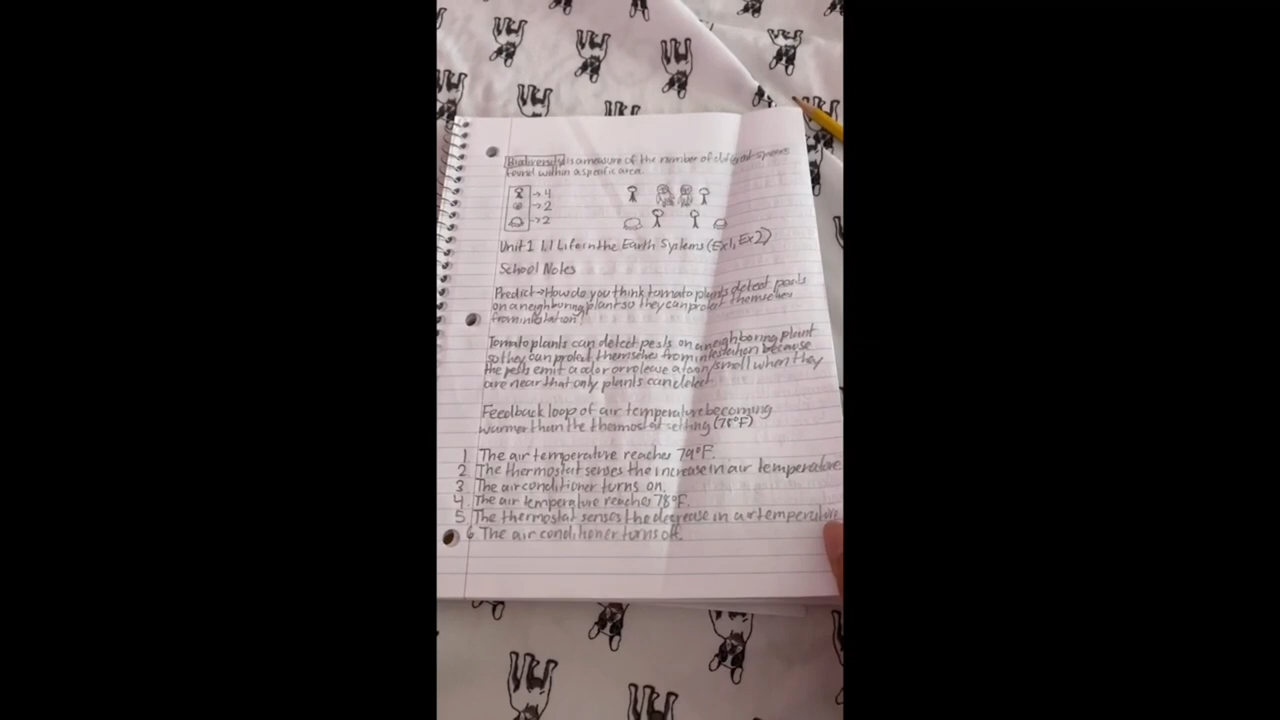 Biodiversity is a measure of the number of different species
found within a specific area.
→ 4
→ 2
→ 2
Unit 1 1.1 Life in the Earth Systems (Ex1, Ex2)
School Notes
Predict → How do you think tomato plants detect pests
on a neighboring plant so they can protect themselves
from infestation?
Tomato plants can detect pests on a neighboring plant
so they can protect themselves from infestation because
the pests emit a odor or release a /smell when they
are near that only plants can detect.
Feedback loop of air temperature becoming
warmer than the thermostat setting (78°F)
1 The air temperature reaches 79°F.
2 The thermostat senses the increase in air temperature
3 The air conditioner turns on.
4 The air temperature reaches 78°F.
5 The thermostat senses the decrease in air temperature
6 The air conditioner turns off.